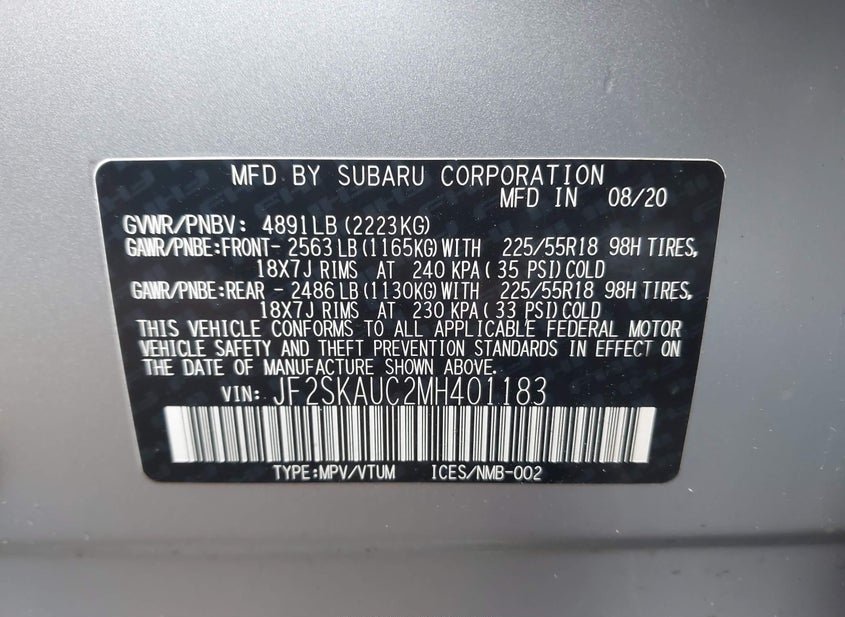 MFD BY SUBARU CORPORATION
MFD IN 08/20
GVWR/PNBV: 4891LB(2223KG)
GAWR/PNBE:FRONT- 2563LB(1165KG)WITH 225/55R18 98H TIRES,
18X7J RIMS AT 240 KPA( 35 PSI)COLD
GAWR/PNBE:REAR - 2486LB(1130KG)WITH 225/55R18 98H TIRES,
18X7J RIMS AT 230 KPA( 33 PSI)COLD
THIS VEHICLE CONFORMS TO ALL APPLICABLE FEDERAL MOTOR
VEHICLE SAFETY AND THEFT PREVENTION STANDARDS IN EFFECT ON
THE DATE OF MANUFACTURE SHOWN ABOVE.
VIN: JF2SKAUC2MH401183
TYPE:MPV/VTUM ICES/NMB-002